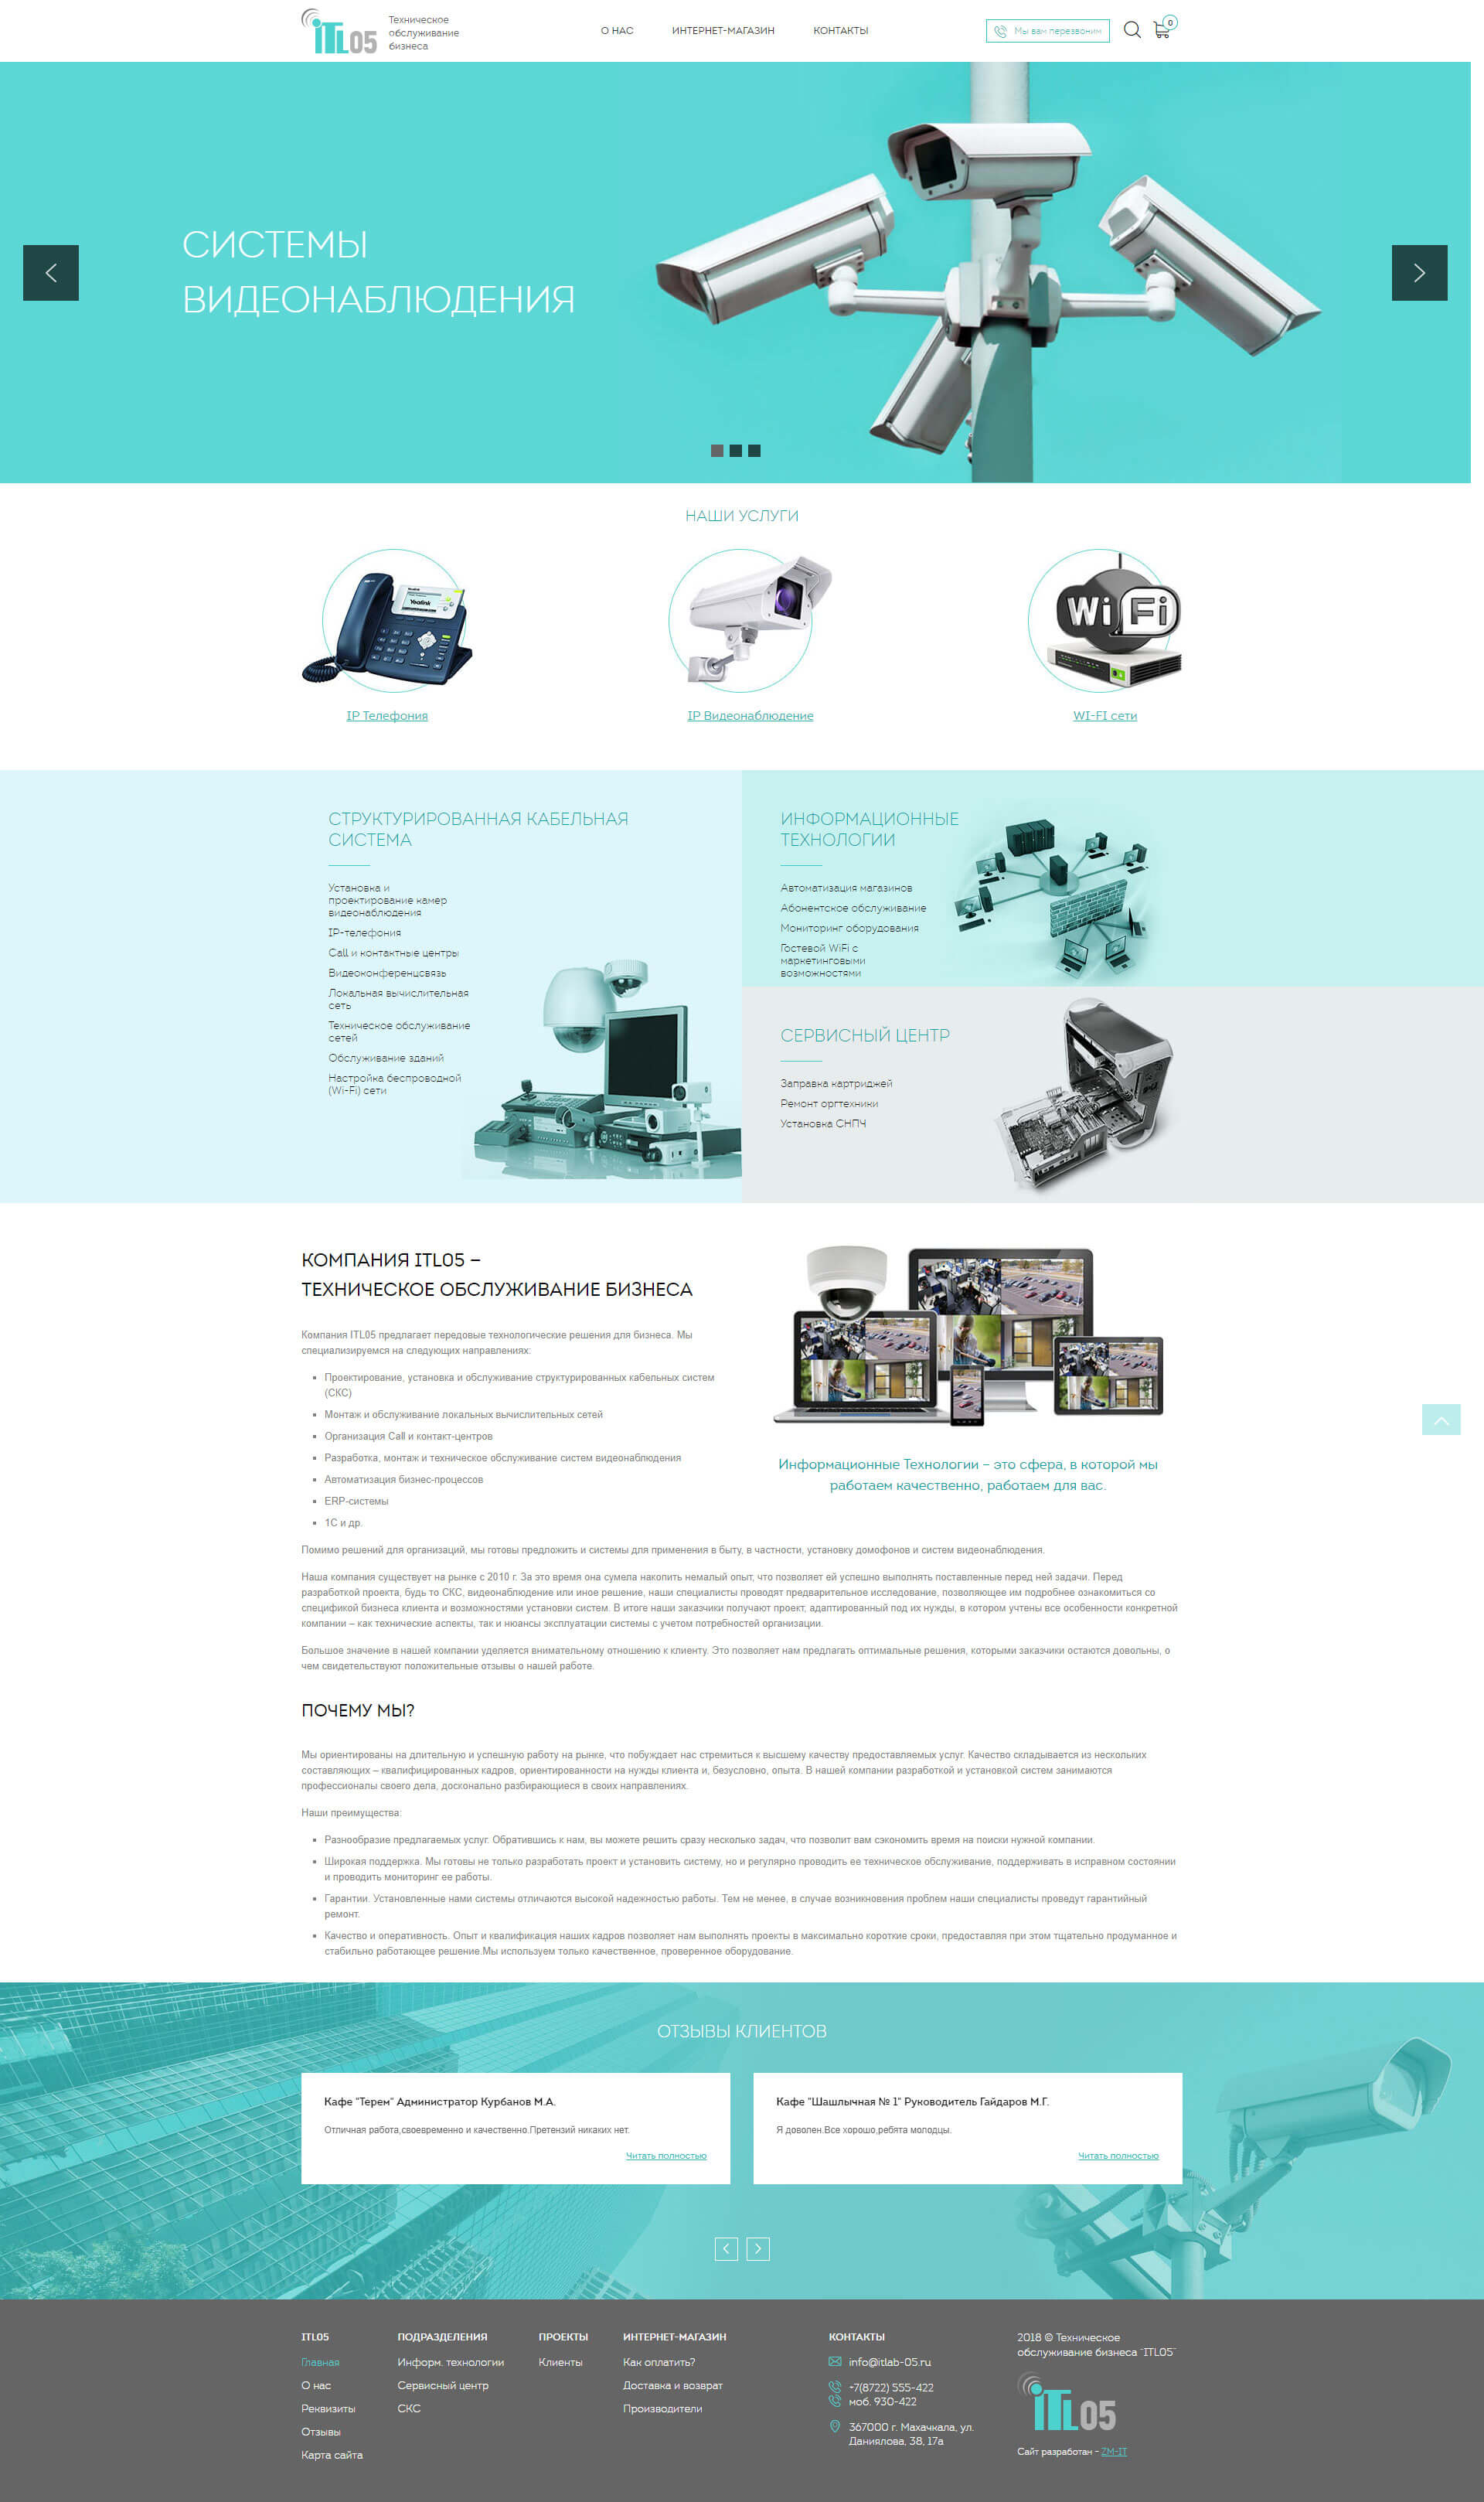 iTL05
Техническое
обслуживание
бизнеса
О НАС
ИНТЕРНЕТ-МАГАЗИН
КОНТАКТЫ
Мы вам перезвоним
0
СИСТЕМЫ
ВИДЕОНАБЛЮДЕНИЯ
НАШИ УСЛУГИ
Yealink
Wi Fi
IP Телефония
IP Видеонаблюдение
WI-FI сети
СТРУКТУРИРОВАННАЯ КАБЕЛЬНАЯ
СИСТЕМА
Установка и
проектирование камер
видеонаблюдения
IP-телефония
Call и контактные центры
Видеоконференцсвязь
Локальная вычислительная
сеть
Техническое обслуживание
сетей
Обслуживание зданий
Настройка беспроводной
(Wi-Fi) сети
ИНФОРМАЦИОННЫЕ
ТЕХНОЛОГИИ
Автоматизация магазинов
Абонентское обслуживание
Мониторинг оборудования
Гостевой WiFi с
маркетинговыми
возможностями
СЕРВИСНЫЙ ЦЕНТР
Заправка картриджей
Ремонт оргтехники
Установка СНПЧ
КОМПАНИЯ ITL05 –
ТЕХНИЧЕСКОЕ ОБСЛУЖИВАНИЕ БИЗНЕСА
Компания ITL05 предлагает передовые технологические решения для бизнеса. Мы
специализируемся на следующих направлениях:
Проектирование, установка и обслуживание структурированных кабельных систем
(СКС)
Монтаж и обслуживание локальных вычислительных сетей
Организация Call и контакт-центров
Разработка, монтаж и техническое обслуживание систем видеонаблюдения
Автоматизация бизнес-процессов
ERP-системы
1С и др.
Информационные Технологии – это сфера, в которой мы
работаем качественно, работаем для вас.
Помимо решений для организаций, мы готовы предложить и системы для применения в быту, в частности, установку домофонов и систем видеонаблюдения.
Наша компания существует на рынке с 2010 г. За это время она сумела накопить немалый опыт, что позволяет ей успешно выполнять поставленные перед ней задачи. Перед
разработкой проекта, будь то СКС, видеонаблюдение или иное решение, наши специалисты проводят предварительное исследование, позволяющее им подробнее ознакомиться со
спецификой бизнеса клиента и возможностями установки систем. В итоге наши заказчики получают проект, адаптированный под их нужды, в котором учтены все особенности конкретной
компании – как технические аспекты, так и нюансы эксплуатации системы с учетом потребностей организации.
Большое значение в нашей компании уделяется внимательному отношению к клиенту. Это позволяет нам предлагать оптимальные решения, которыми заказчики остаются довольны, о
чем свидетельствуют положительные отзывы о нашей работе.
ПОЧЕМУ МЫ?
Мы ориентированы на длительную и успешную работу на рынке, что побуждает нас стремиться к высшему качеству предоставляемых услуг. Качество складывается из нескольких
составляющих – квалифицированных кадров, ориентированности на нужды клиента и, безусловно, опыта. В нашей компании разработкой и установкой систем занимаются
профессионалы своего дела, досконально разбирающиеся в своих направлениях.
Наши преимущества:
Разнообразие предлагаемых услуг. Обратившись к нам, вы можете решить сразу несколько задач, что позволит вам сэкономить время на поиски нужной компании.
Широкая поддержка. Мы готовы не только разработать проект и установить систему, но и регулярно проводить ее техническое обслуживание, поддерживать в исправном состоянии
и проводить мониторинг ее работы.
Гарантии. Установленные нами системы отличаются высокой надежностью работы. Тем не менее, в случае возникновения проблем наши специалисты проведут гарантийный
ремонт.
Качество и оперативность. Опыт и квалификация наших кадров позволяет нам выполнять проекты в максимально короткие сроки, предоставляя при этом тщательно продуманное и
стабильно работающее решение.Мы используем только качественное, проверенное оборудование.
ОТЗЫВЫ КЛИЕНТОВ
Кафе "Терем" Администратор Курбанов М.А.
Отличная работа,своевременно и качественно.Претензий никаких нет.
Читать полностью
Кафе "Шашлычная № 1" Руководитель Гайдаров М.Г.
Я доволен.Все хорошо,ребята молодцы.
Читать полностью
ITL05
Главная
О нас
Реквизиты
Отзывы
Карта сайта
ПОДРАЗДЕЛЕНИЯ
Информ. технологии
Сервисный центр
СКС
ПРОЕКТЫ
Клиенты
ИНТЕРНЕТ-МАГАЗИН
Как оплатить?
Доставка и возврат
Производители
КОНТАКТЫ
info@itlab-05.ru
+7(8722) 555-422
моб. 930-422
367000 г. Махачкала, ул.
Даниялова, 38, 17а
2018 © Техническое
обслуживание бизнеса "ITL05"
iTL05
Сайт разработан - ZM-IT